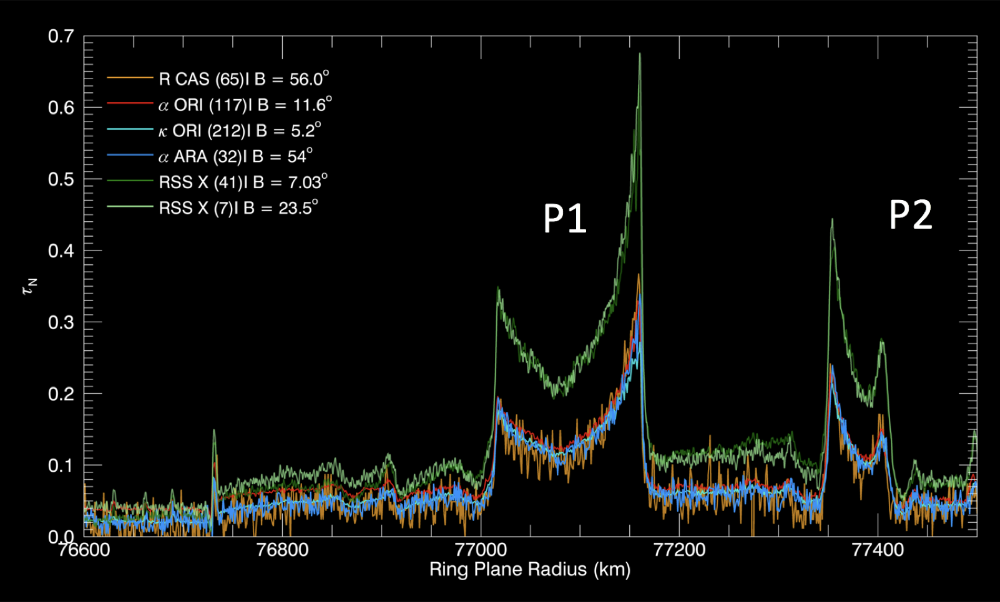 0.7
0.6
0.5
0.4
0.3
0.2
0.1
0.0
τN
R CAS (65)I B = 56.0°
α ORI (117)I B = 11.6°
κ ORI (212)I B = 5.2°
α ARA (32)I B = 54°
RSS X (41)I B = 7.03°
RSS X (7)I B = 23.5°
P1
P2
76600 76800 77000 77200 77400
Ring Plane Radius (km)